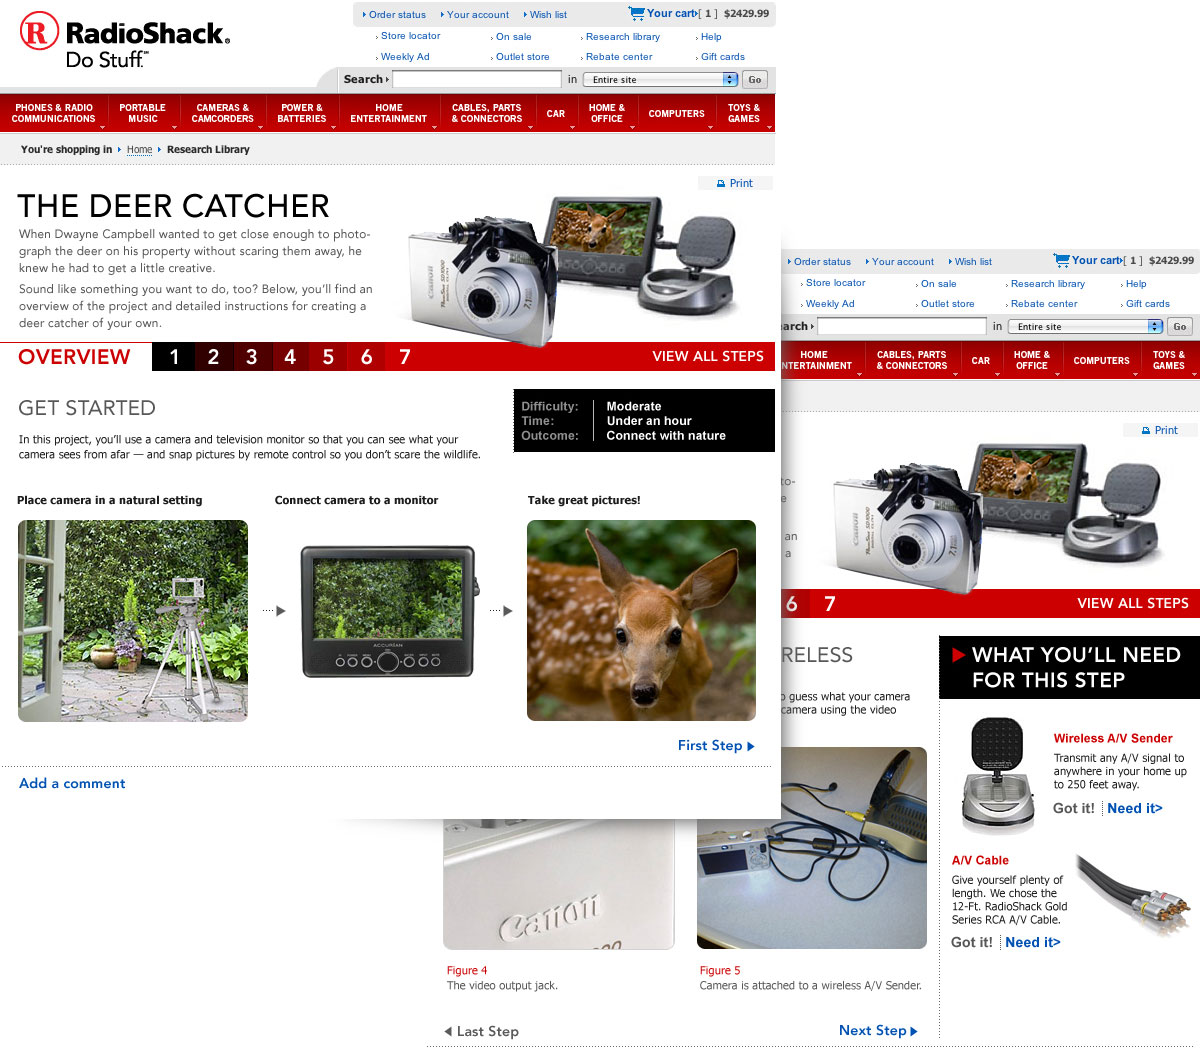 RadioShack.
Do Stuff.™
Order status
Your account
Wish list
Your cart [ 1 ] $2429.99
Store locator
On sale
Research library
Help
Weekly Ad
Outlet store
Rebate center
Gift cards
Search
in
Entire site
Go
PHONES & RADIO
COMMUNICATIONS
PORTABLE
MUSIC
CAMERAS &
CAMCORDERS
POWER &
BATTERIES
HOME
ENTERTAINMENT
CABLES, PARTS
& CONNECTORS
CAR
HOME &
OFFICE
COMPUTERS
TOYS &
GAMES
You're shopping in Home Research Library
Print
THE DEER CATCHER
When Dwayne Campbell wanted to get close enough to photo-
graph the deer on his property without scaring them away, he
knew he had to get a little creative.
Sound like something you want to do, too? Below, you'll find an
overview of the project and detailed instructions for creating a
deer catcher of your own.
Canon
OVERVIEW 1 2 3 4 5 6 7 VIEW ALL STEPS
GET STARTED
In this project, you'll use a camera and television monitor so that you can see what your
camera sees from afar — and snap pictures by remote control so you don't scare the wildlife.
Difficulty: Moderate
Time: Under an hour
Outcome: Connect with nature
Place camera in a natural setting
Connect camera to a monitor
Take great pictures!
ACCURIAN
First Step
Add a comment
Order status
Your account
Wish list
Your cart [ 1 ] $2429.99
Store locator
On sale
Research library
Help
Weekly Ad
Outlet store
Rebate center
Gift cards
arch
in
Entire site
Go
HOME
NTERTAINMENT
CABLES, PARTS
& CONNECTORS
CAR
HOME &
OFFICE
COMPUTERS
TOYS &
GAMES
Print
to-
e
an
a
Canon
6 7 VIEW ALL STEPS
RELESS
guess what your camera
camera using the video
WHAT YOU'LL NEED
FOR THIS STEP
Wireless A/V Sender
Transmit any A/V signal to
anywhere in your home up
to 250 feet away.
Got it! Need it>
A/V Cable
Give yourself plenty of
length. We chose the
12-Ft. RadioShack Gold
Series RCA A/V Cable.
Got it! Need it>
Canon
Figure 4
The video output jack.
Figure 5
Camera is attached to a wireless A/V Sender.
Last Step
Next Step